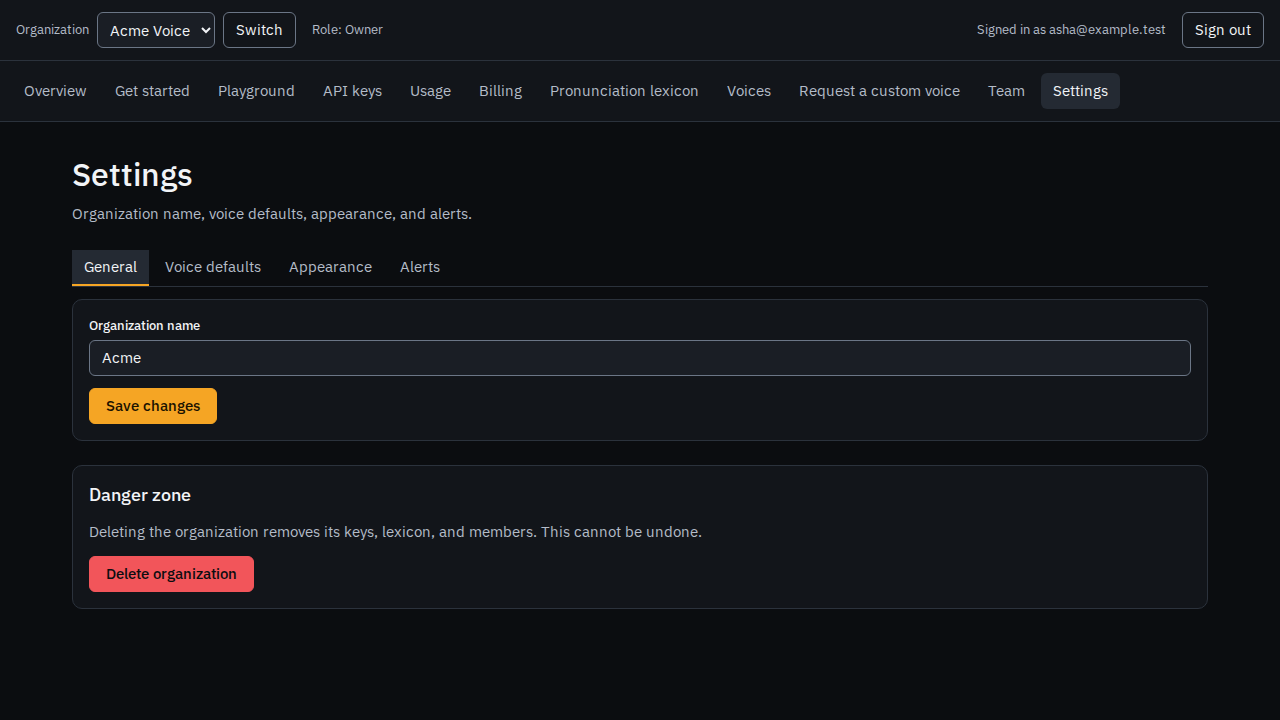 Organization Acme Voice Switch Role: Owner Signed in as asha@example.test Sign out
Overview Get started Playground API keys Usage Billing Pronunciation lexicon Voices Request a custom voice Team Settings
Settings
Organization name, voice defaults, appearance, and alerts.
General Voice defaults Appearance Alerts
Organization name
Acme
Save changes
Danger zone
Deleting the organization removes its keys, lexicon, and members. This cannot be undone.
Delete organization